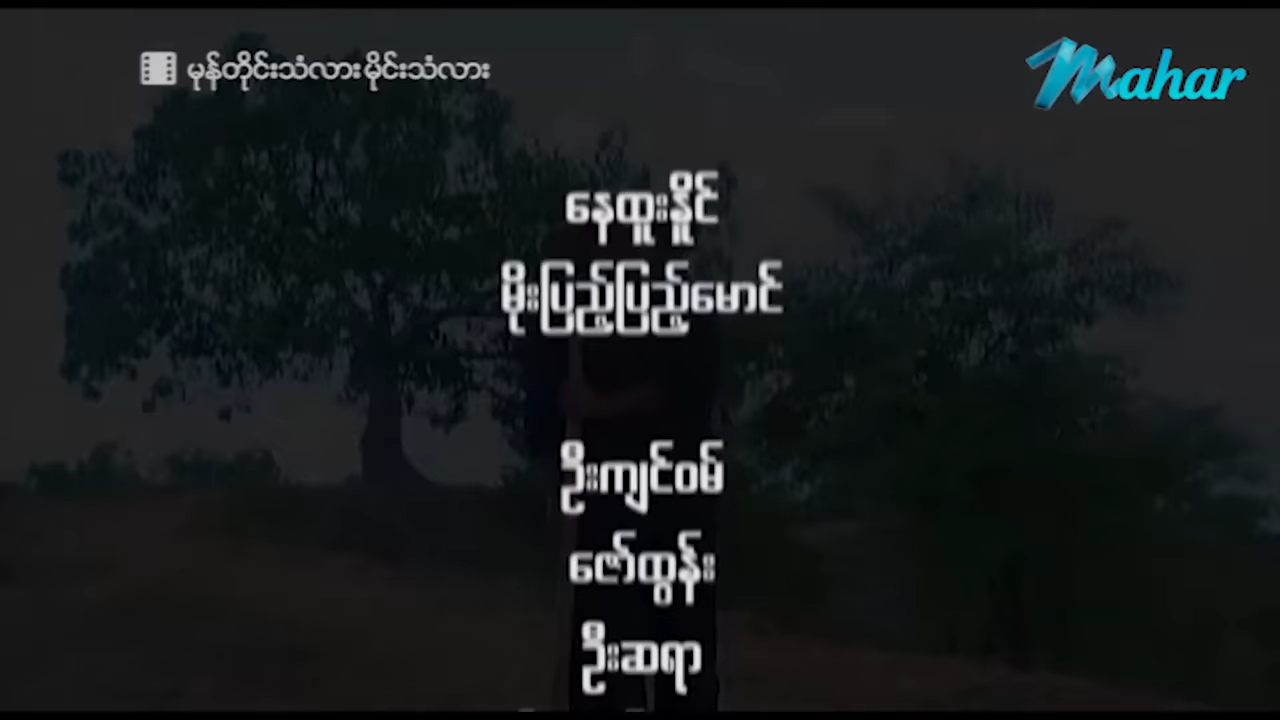 မုန်တိုင်းသံလား မိုင်းသံလား
Mahar
နေထူးနိူင်
မိုးပြည့်ပြည့်မောင်
ဦးကျင်ဝမ်
ဇော်ထွန်း
ဦးဆရာ